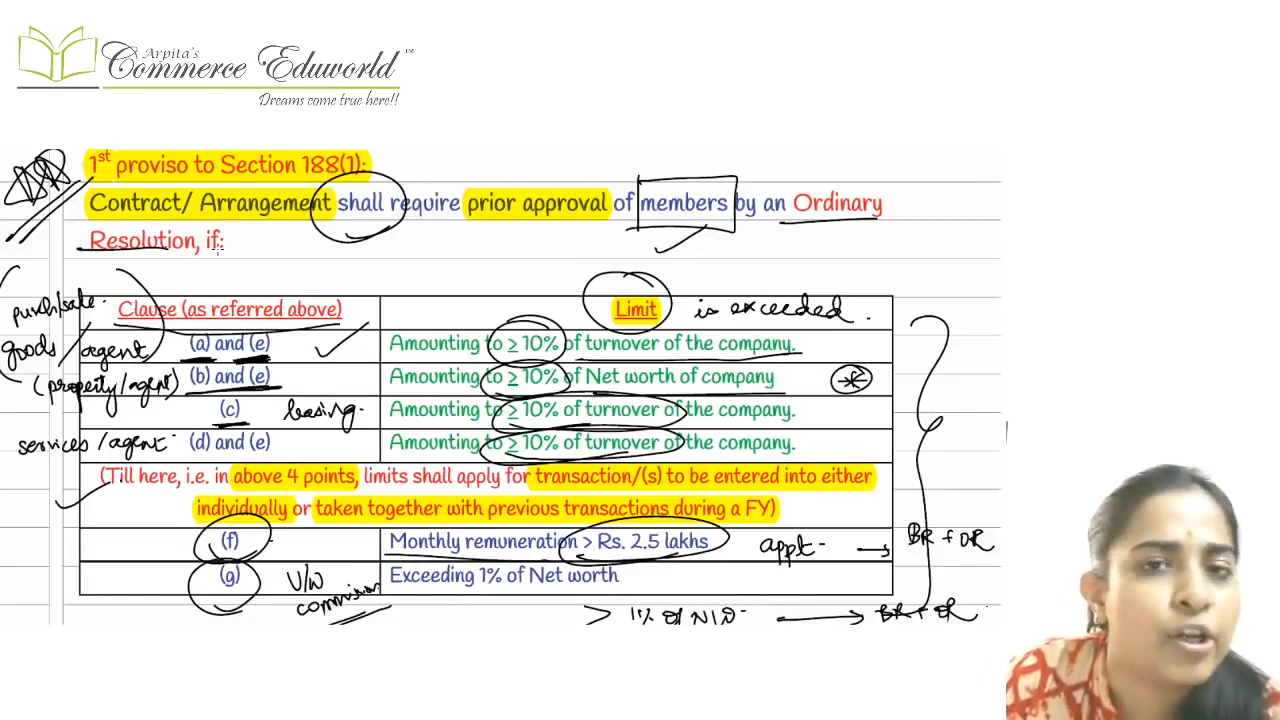 Arpita's
Commerce Eduworld™
Dreams come true here!!
1st proviso to Section 188(1):
Contract/ Arrangement shall require prior approval of members by an Ordinary
Resolution, if:
purch/sale
Clause (as referred above) Limit is exceeded.
goods/agent (a) and (e) Amounting to ≥ 10% of turnover of the company.
(property/agent) (b) and (e) Amounting to ≥ 10% of Net worth of company
(c) leasing Amounting to ≥ 10% of turnover of the company.
services/agent (d) and (e) Amounting to ≥ 10% of turnover of the company.
(Till here, i.e. in above 4 points, limits shall apply for transaction/(s) to be entered into either
individually or taken together with previous transactions during a FY)
(f) Monthly remuneration > Rs. 2.5 lakhs appt → BR + OR
(g) U/W commission Exceeding 1% of Net worth
> 1% of N/W → BR + OR